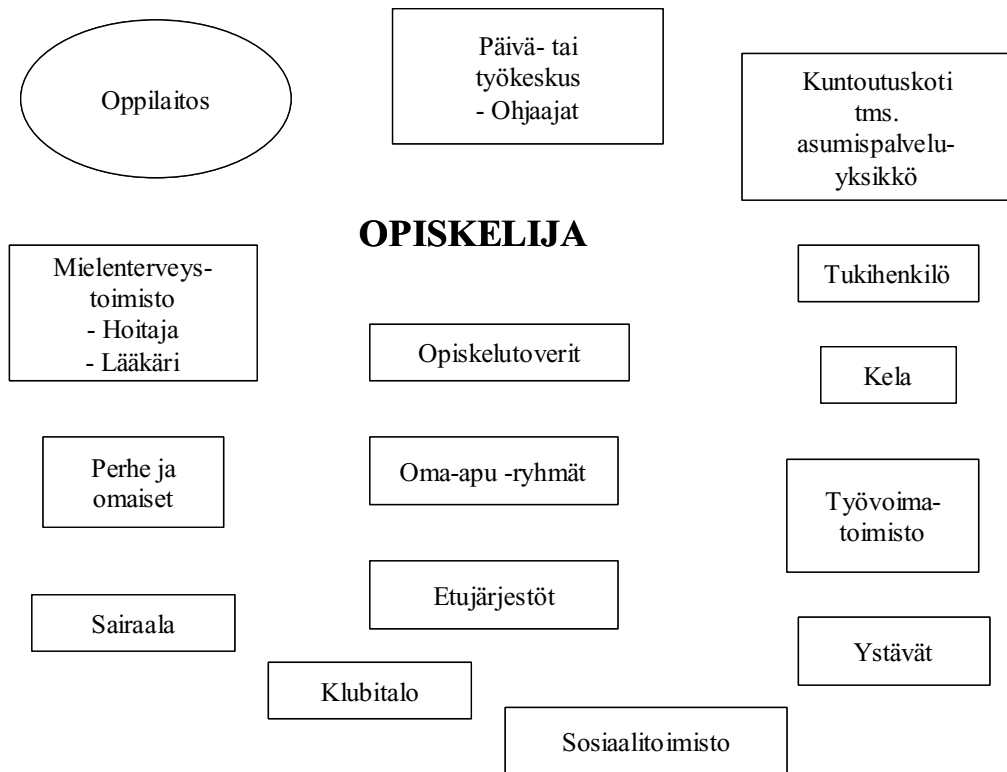 Oppilaitos
Päivä- tai
työkeskus
- Ohjaajat
Kuntoutuskoti
tms.
asumispalvelu-
yksikkö
OPISKELIJA
Mielenterveys-
toimisto
- Hoitaja
- Lääkäri
Tukihenkilö
Opiskelutoverit
Kela
Perhe ja
omaiset
Oma-apu -ryhmät
Työvoima-
toimisto
Etujärjestöt
Sairaala
Ystävät
Klubitalo
Sosiaalitoimisto